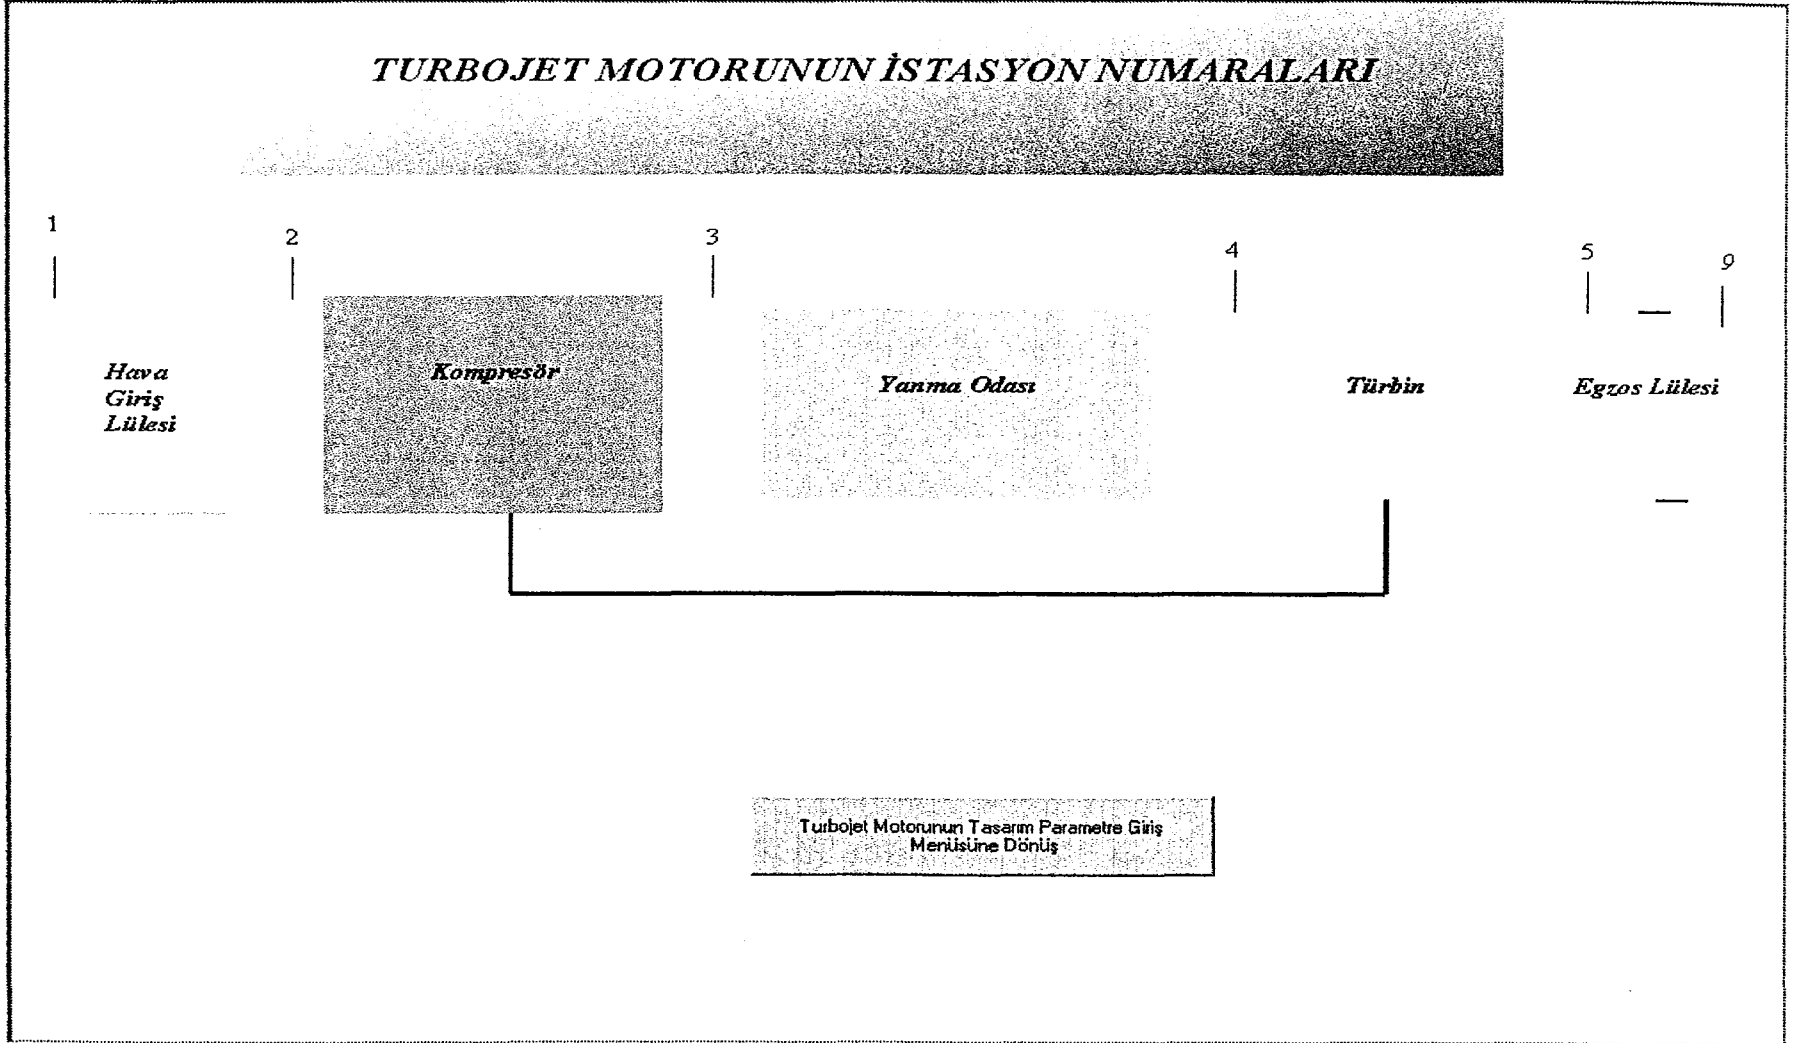 TURBOJET MOTORUNUN İSTASYON NUMARALARI
1
2
3
4
5
9
Hava
Giriş
Lülesi
Kompresör
Yanma Odası
Türbin
Egzos Lülesi
Turbojet Motorunun Tasarım Parametre Giriş
Menüsüne Dönüş